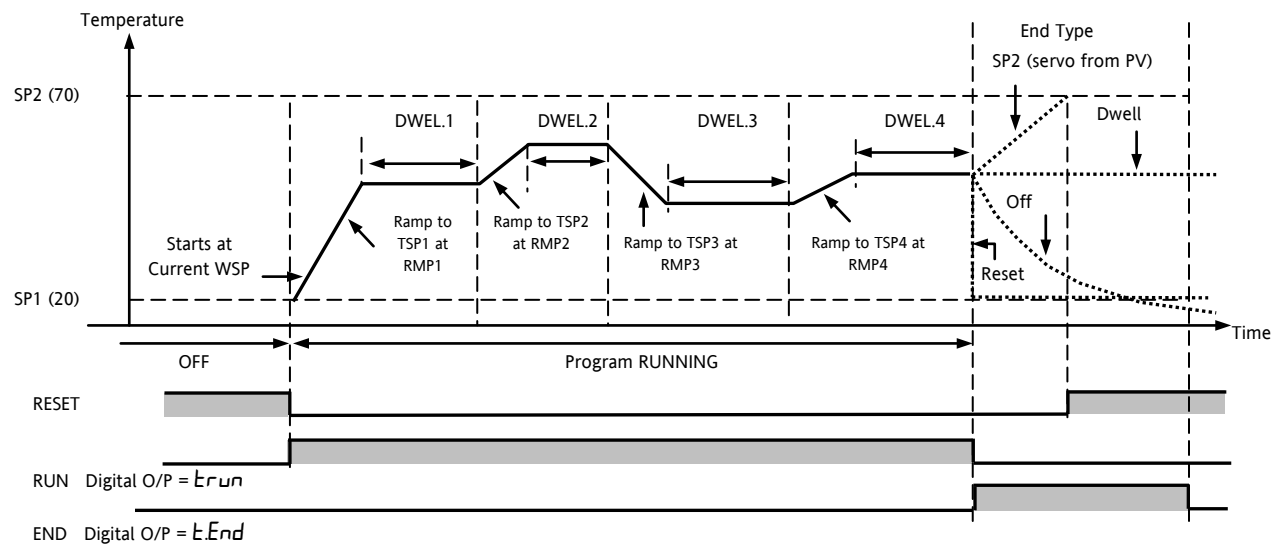 Temperature
End Type
SP2 (servo from PV)
SP2 (70)
DWEL.1
DWEL.2
DWEL.3
DWEL.4
Dwell
Off
Starts at
Current WSP
Ramp to
TSP1 at
RMP1
Ramp to TSP2
at RMP2
Ramp to TSP3 at
RMP3
Ramp to TSP4 at
RMP4
Reset
SP1 (20)
Time
OFF
Program RUNNING
RESET
RUN Digital O/P = trun
END Digital O/P = t.End